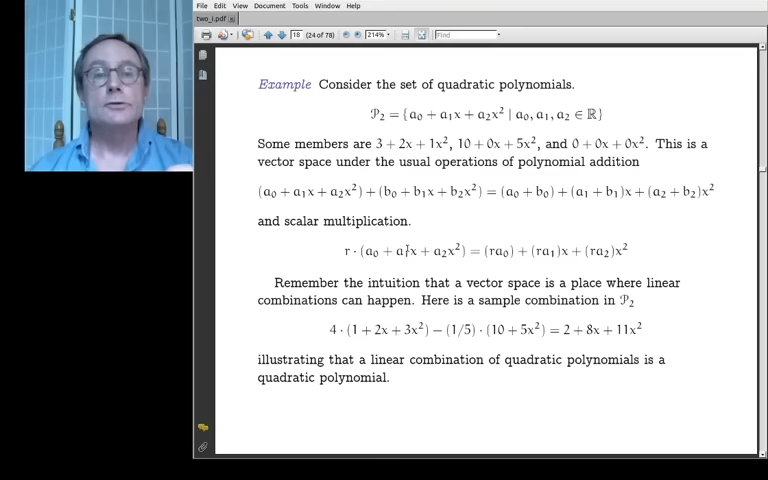 File Edit View Document Tools Window Help
two_i.pdf
18 (24 of 78) 214% Find
Example Consider the set of quadratic polynomials.
𝒫₂ = {a₀ + a₁x + a₂x² | a₀, a₁, a₂ ∈ ℝ}
Some members are 3 + 2x + 1x², 10 + 0x + 5x², and 0 + 0x + 0x². This is a
vector space under the usual operations of polynomial addition
(a₀ + a₁x + a₂x²) + (b₀ + b₁x + b₂x²) = (a₀ + b₀) + (a₁ + b₁)x + (a₂ + b₂)x²
and scalar multiplication.
r · (a₀ + a₁x + a₂x²) = (ra₀) + (ra₁)x + (ra₂)x²
Remember the intuition that a vector space is a place where linear
combinations can happen. Here is a sample combination in 𝒫₂
4 · (1 + 2x + 3x²) − (1/5) · (10 + 5x²) = 2 + 8x + 11x²
illustrating that a linear combination of quadratic polynomials is a
quadratic polynomial.